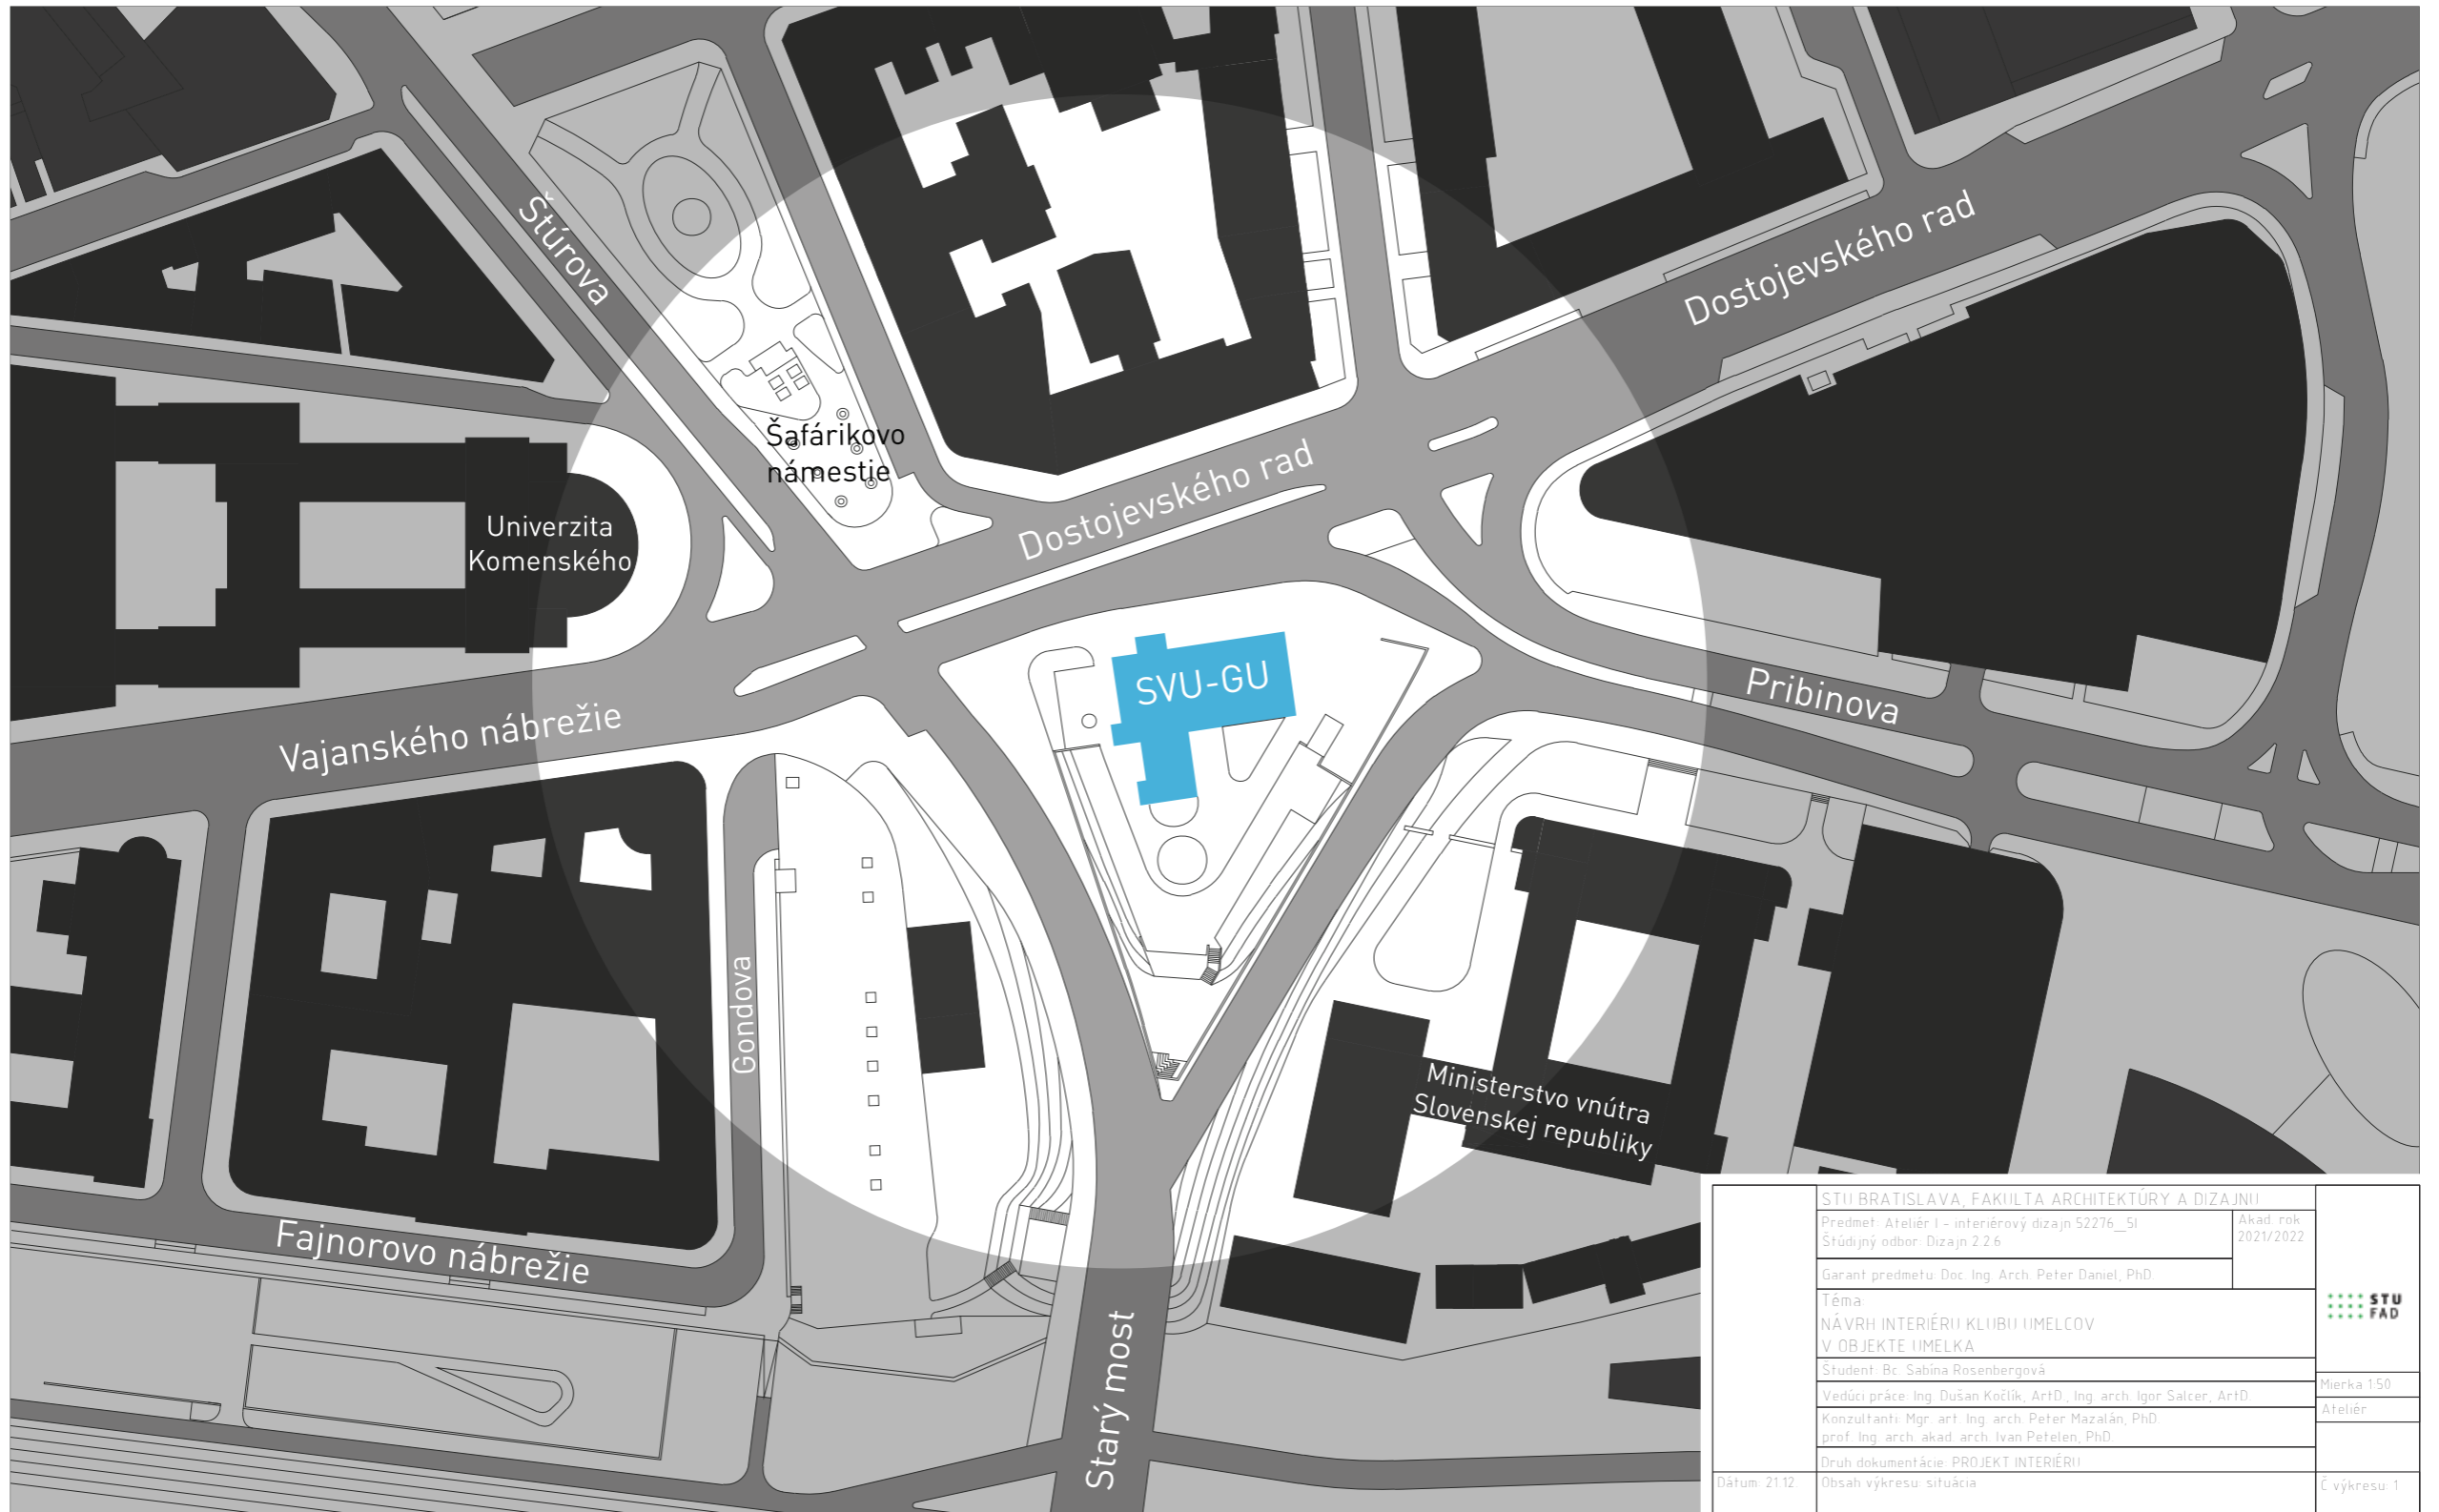 Štúrova
Dostojevského rad
Šafárikovo
námestie
Dostojevského rad
Univerzita
Komenského
SVU-GU
Pribinova
Vajanského nábrežie
Gondova
Ministerstvo vnútra
Slovenskej republiky
Fajnorovo nábrežie
Starý most
STU BRATISLAVA, FAKULTA ARCHITEKTÚRY A DIZAJNU
Predmet: Ateliér I - interiérový dizajn 52276_5I
Štúdijný odbor: Dizajn 2.2.6
Akad. rok
2021/2022
Garant predmetu: Doc. Ing. Arch. Peter Daniel, PhD.
Téma:
NÁVRH INTERIÉRU KLUBU UMELCOV
V OBJEKTE UMELKA
STU
FAD
Študent: Bc. Sabína Rosenbergová
Vedúci práce: Ing. Dušan Kočlík, ArtD., Ing. arch. Igor Salcer, ArtD.
Mierka 1:50
Konzultanti: Mgr. art. Ing. arch. Peter Mazalán, PhD.
prof. Ing. arch. akad. arch. Ivan Petelen, PhD.
Ateliér
Druh dokumentácie: PROJEKT INTERIÉRU
Dátum: 21.12.
Obsah výkresu: situácia
Č výkresu: 1